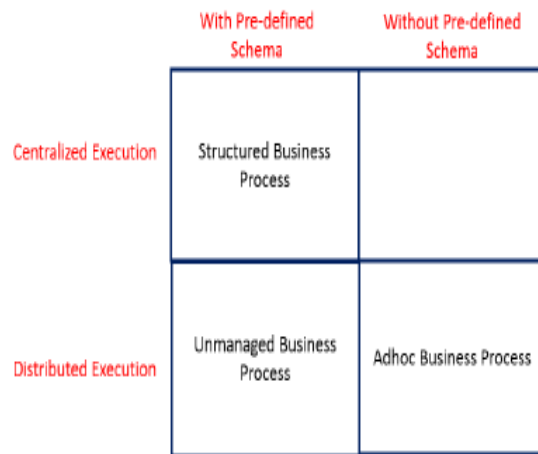 With Pre-defined
Schema
Without Pre-defined
Schema
Centralized Execution
Structured Business
Process
Distributed Execution
Unmanaged Business
Process
Adhoc Business Process